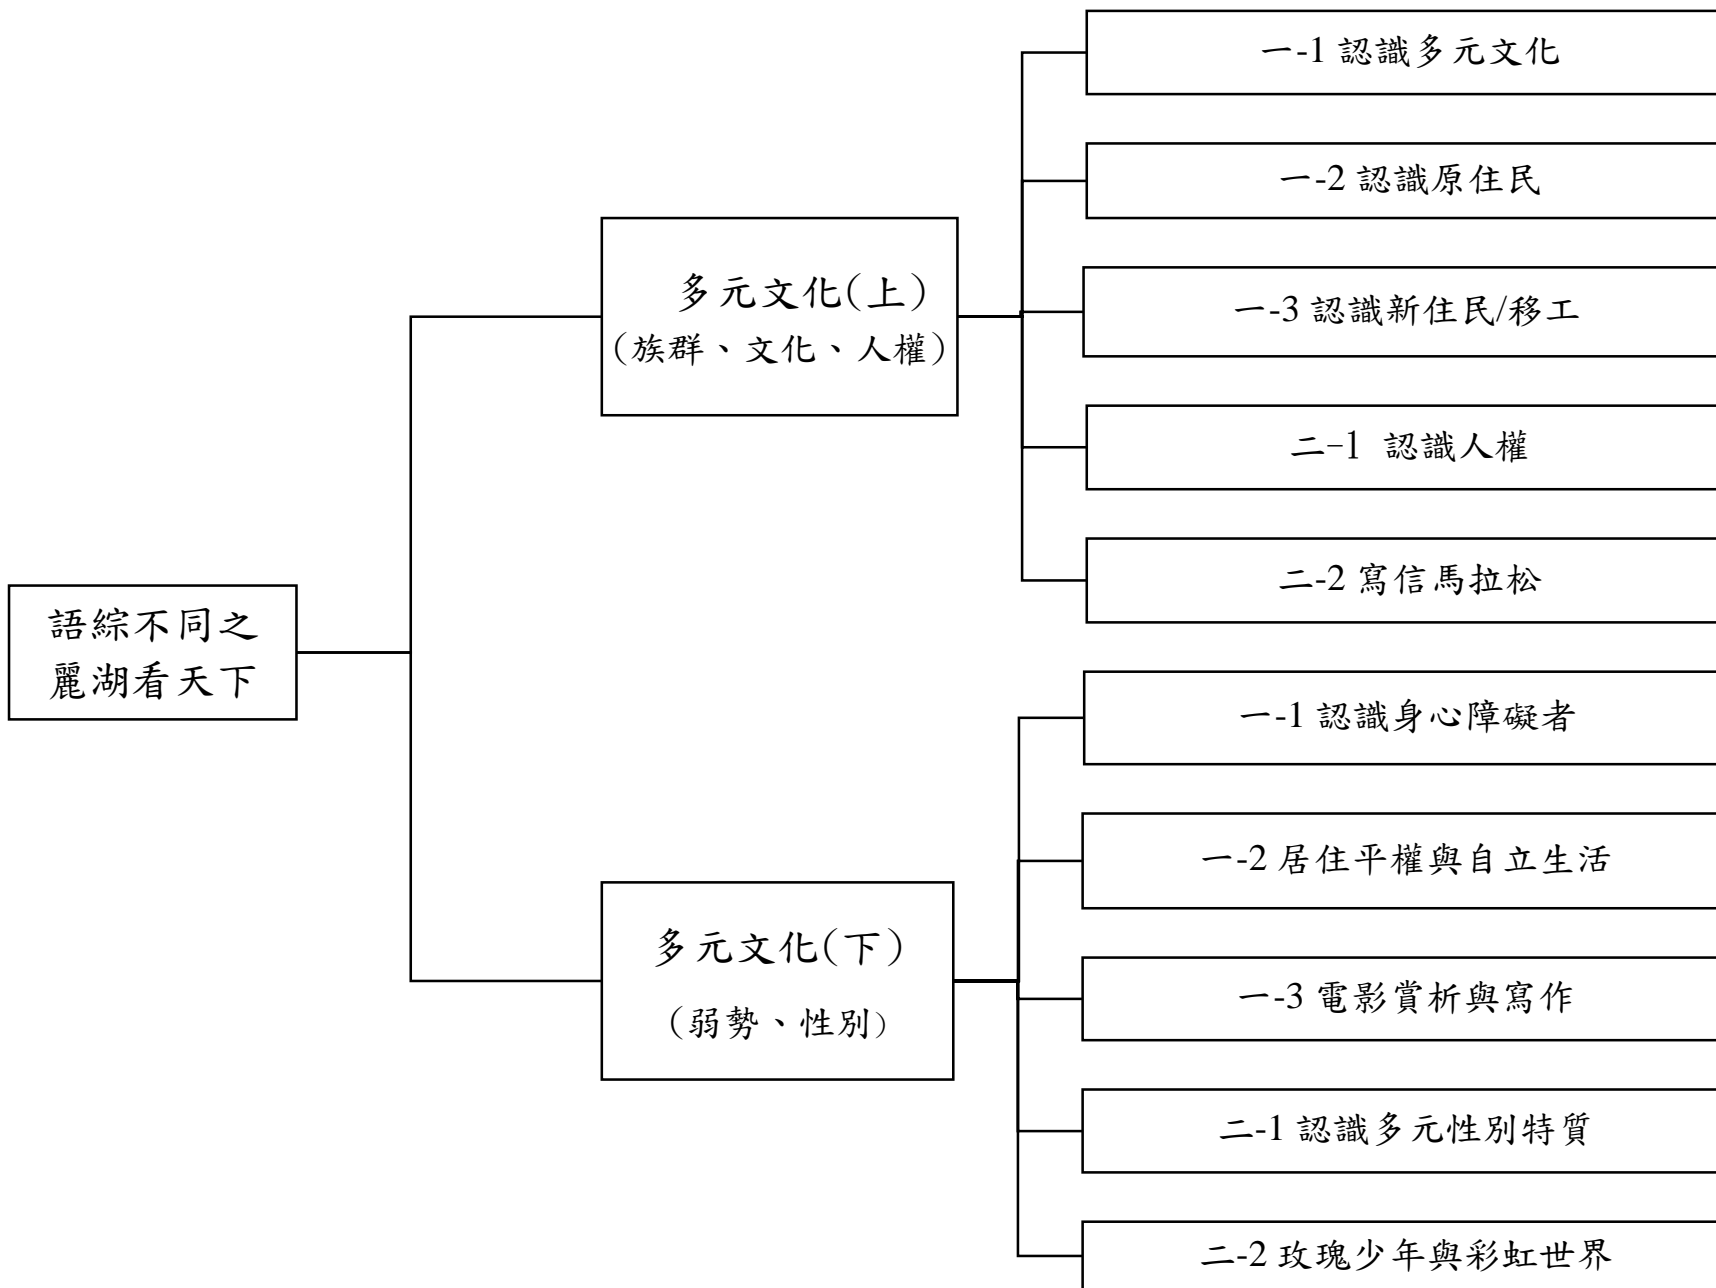 語綜不同之
麗湖看天下
多元文化(上)
(族群、文化、人權)
一-1 認識多元文化
一-2 認識原住民
一-3 認識新住民/移工
二-1 認識人權
二-2 寫信馬拉松
多元文化(下)
(弱勢、性別)
一-1 認識身心障礙者
一-2 居住平權與自立生活
一-3 電影賞析與寫作
二-1 認識多元性別特質
二-2 玫瑰少年與彩虹世界